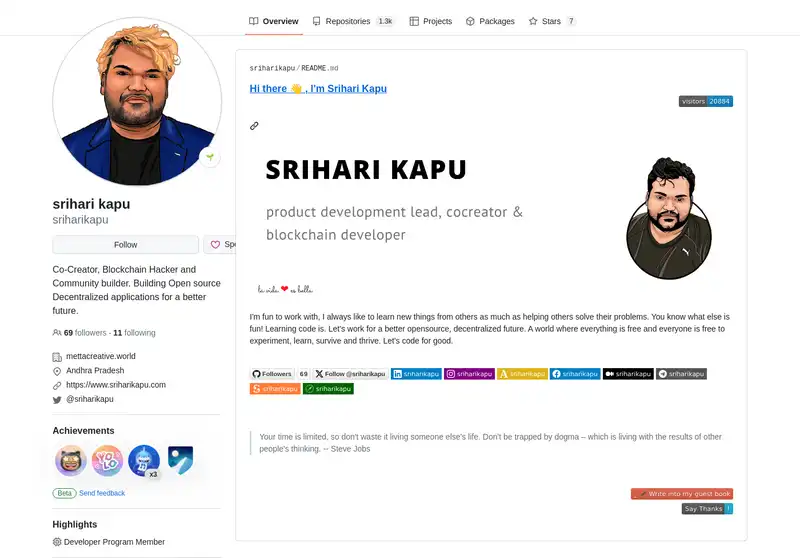 Overview
Repositories 1.3k
Projects
Packages
Stars 7
srihari kapu
sriharikapu
Follow
Spo
Co-Creator, Blockchain Hacker and
Community builder. Building Open source
Decentralized applications for a better
future.
69 followers · 11 following
mettacreative.world
Andhra Pradesh
https://www.sriharikapu.com
@sriharikapu
Achievements
YOLO
x3
Beta Send feedback
Highlights
Developer Program Member
sriharikapu/README.md
Hi there 👋 , I'm Srihari Kapu
visitors 20884
SRIHARI KAPU
product development lead, cocreator &
blockchain developer
la vida ❤ es bella
I'm fun to work with, I always like to learn new things from others as much as helping others solve their problems. You know what else is
fun! Learning code is. Let's work for a better opensource, decentralized future. A world where everything is free and everyone is free to
experiment, learn, survive and thrive. Let's code for good.
Followers 69 Follow @sriharikapu sriharikapu sriharikapu sriharikapu sriharikapu sriharikapu sriharikapu
sriharikapu sriharikapu
Your time is limited, so don't waste it living someone else's life. Don't be trapped by dogma – which is living with the results of other
people's thinking. -- Steve Jobs
Write into my guest book
Say Thanks !